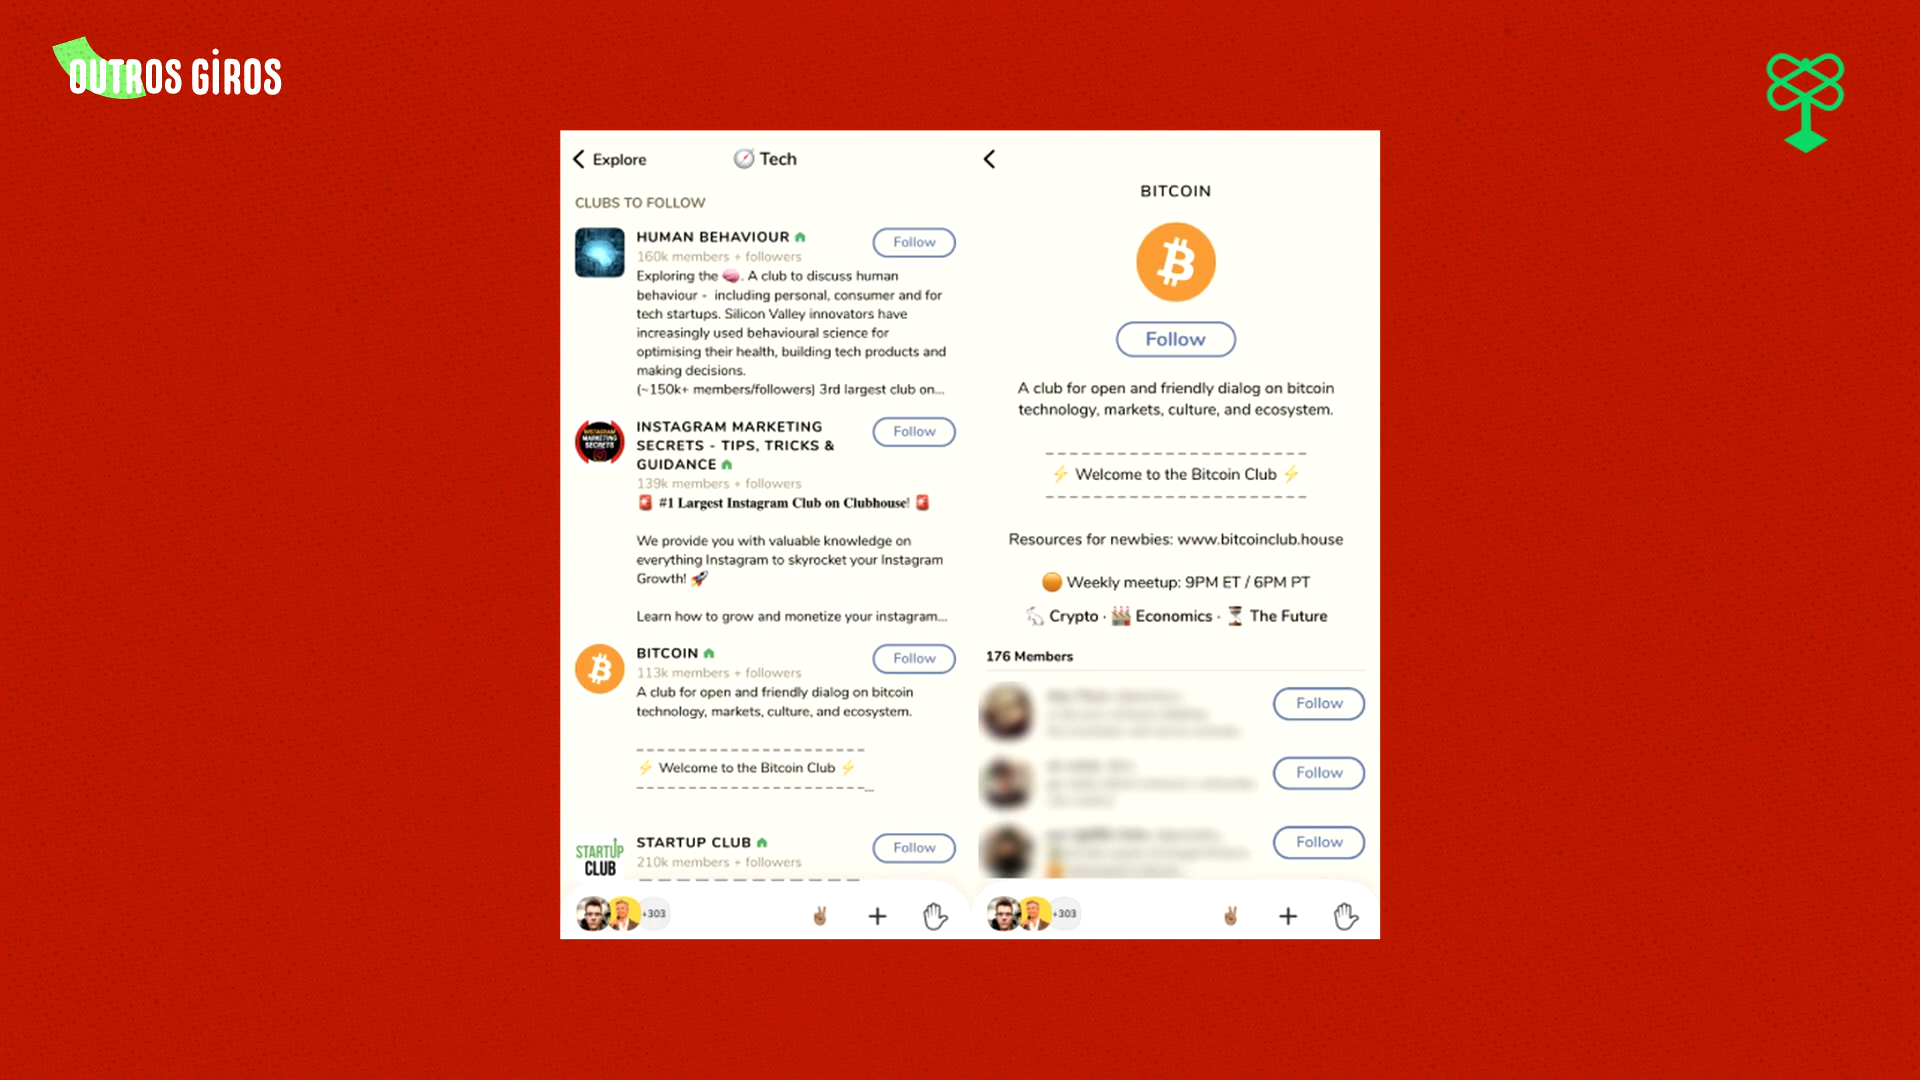 OUTROS GIROS
Explore
Tech
CLUBS TO FOLLOW
HUMAN BEHAVIOUR
Follow
160k members + followers
Exploring the 🧠. A club to discuss human
behaviour - including personal, consumer and for
tech startups. Silicon Valley innovators have
increasingly used behavioural science for
optimising their health, building tech products and
making decisions.
(~150k+ members/followers) 3rd largest club on...
INSTAGRAM MARKETING
SECRETS - TIPS, TRICKS &
GUIDANCE
Follow
139k members + followers
INSTAGRAM
MARKETING
SECRETS
🚨 #1 Largest Instagram Club on Clubhouse! 🚨
We provide you with valuable knowledge on
everything Instagram to skyrocket your Instagram
Growth! 🚀
Learn how to grow and monetize your instagram...
BITCOIN
Follow
113k members + followers
A club for open and friendly dialog on bitcoin
technology, markets, culture, and ecosystem.
⚡ Welcome to the Bitcoin Club ⚡
...
STARTUP
CLUB
STARTUP CLUB
Follow
210k members + followers
+303
BITCOIN
Follow
A club for open and friendly dialog on bitcoin
technology, markets, culture, and ecosystem.
⚡ Welcome to the Bitcoin Club ⚡
Resources for newbies: www.bitcoinclub.house
🟠 Weekly meetup: 9PM ET / 6PM PT
Crypto · 🏭 Economics · ⏳ The Future
176 Members
Follow
Follow
Follow
+303